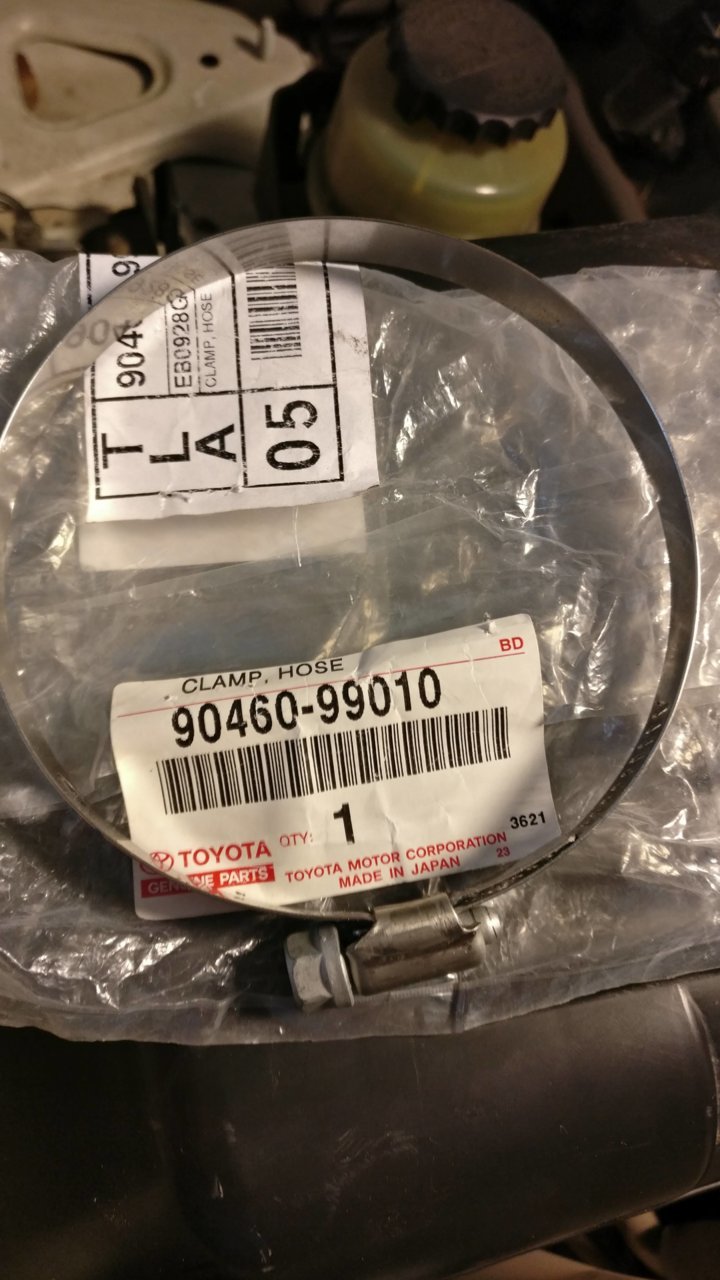 904
EB0928G
CLAMP, HOSE
T
L
A
05
BD
CLAMP, HOSE
90460-99010
QTY: 1
3621
TOYOTA
GENUINE PARTS
TOYOTA MOTOR CORPORATION
MADE IN JAPAN 23